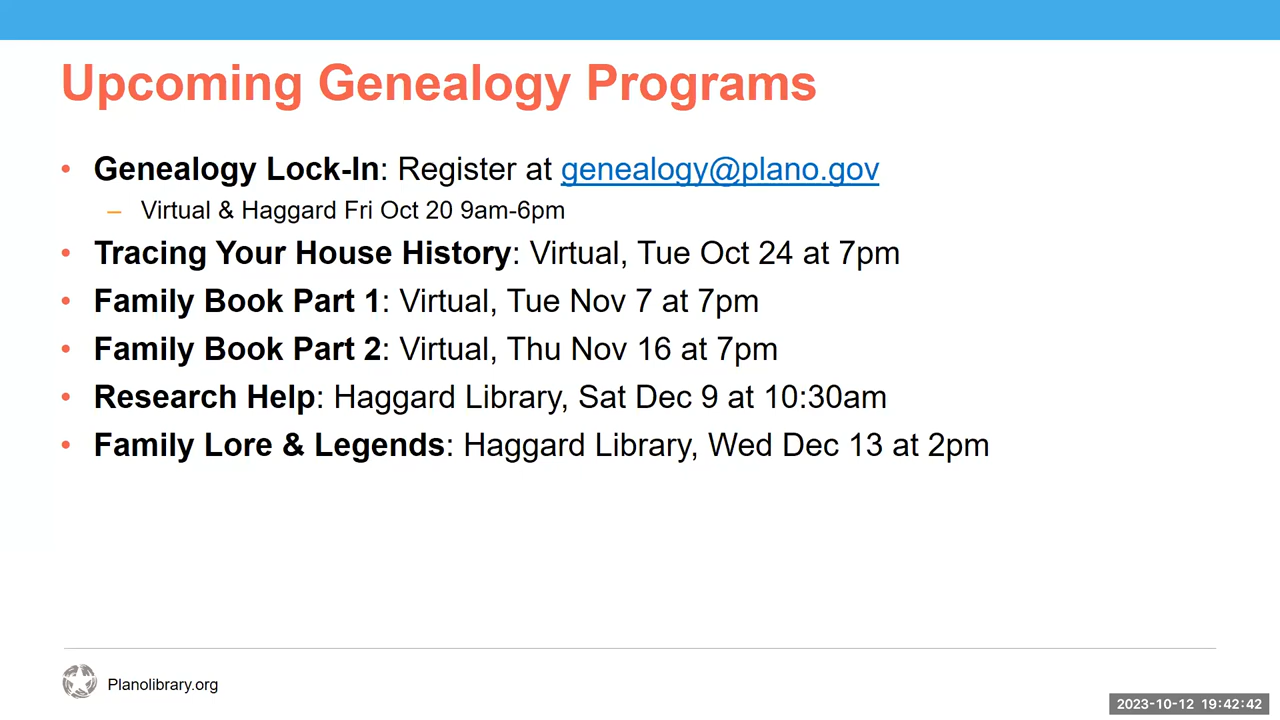 Upcoming Genealogy Programs
• Genealogy Lock-In: Register at genealogy@plano.gov
– Virtual & Haggard Fri Oct 20 9am-6pm
• Tracing Your House History: Virtual, Tue Oct 24 at 7pm
• Family Book Part 1: Virtual, Tue Nov 7 at 7pm
• Family Book Part 2: Virtual, Thu Nov 16 at 7pm
• Research Help: Haggard Library, Sat Dec 9 at 10:30am
• Family Lore & Legends: Haggard Library, Wed Dec 13 at 2pm
Planolibrary.org
2023-10-12 19:42:42